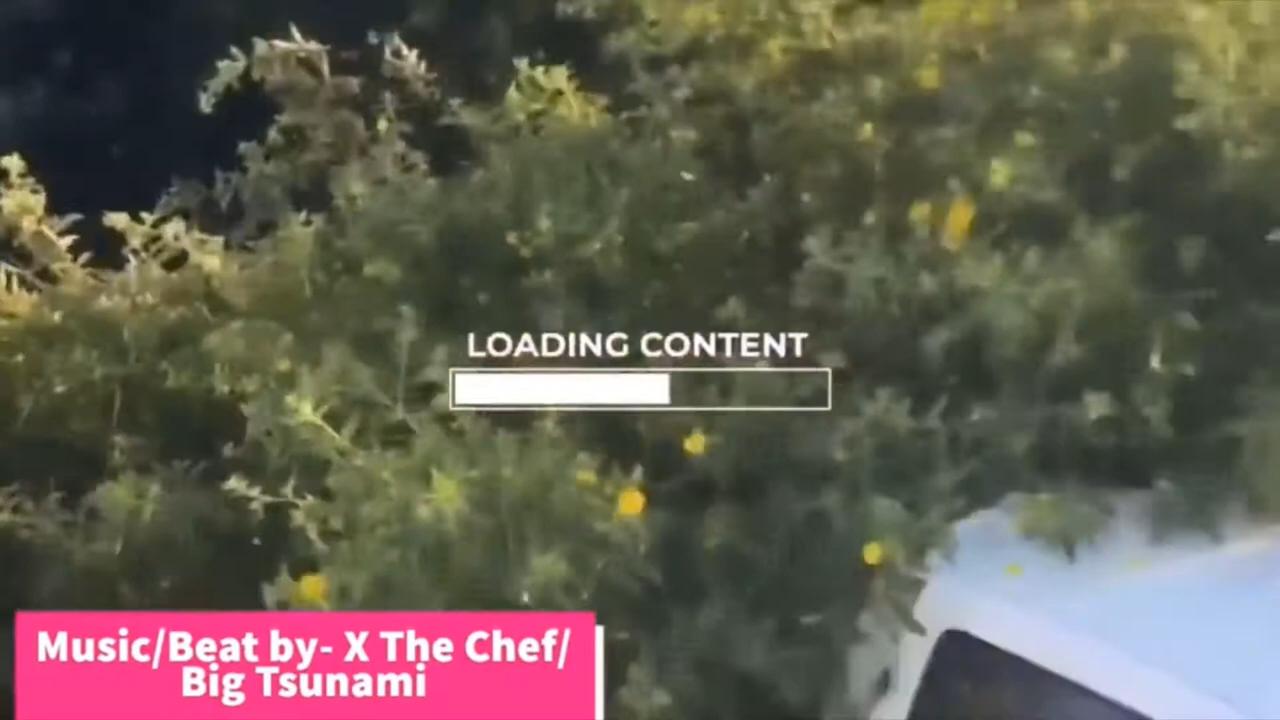 LOADING CONTENT
Music/Beat by- X The Chef/
Big Tsunami